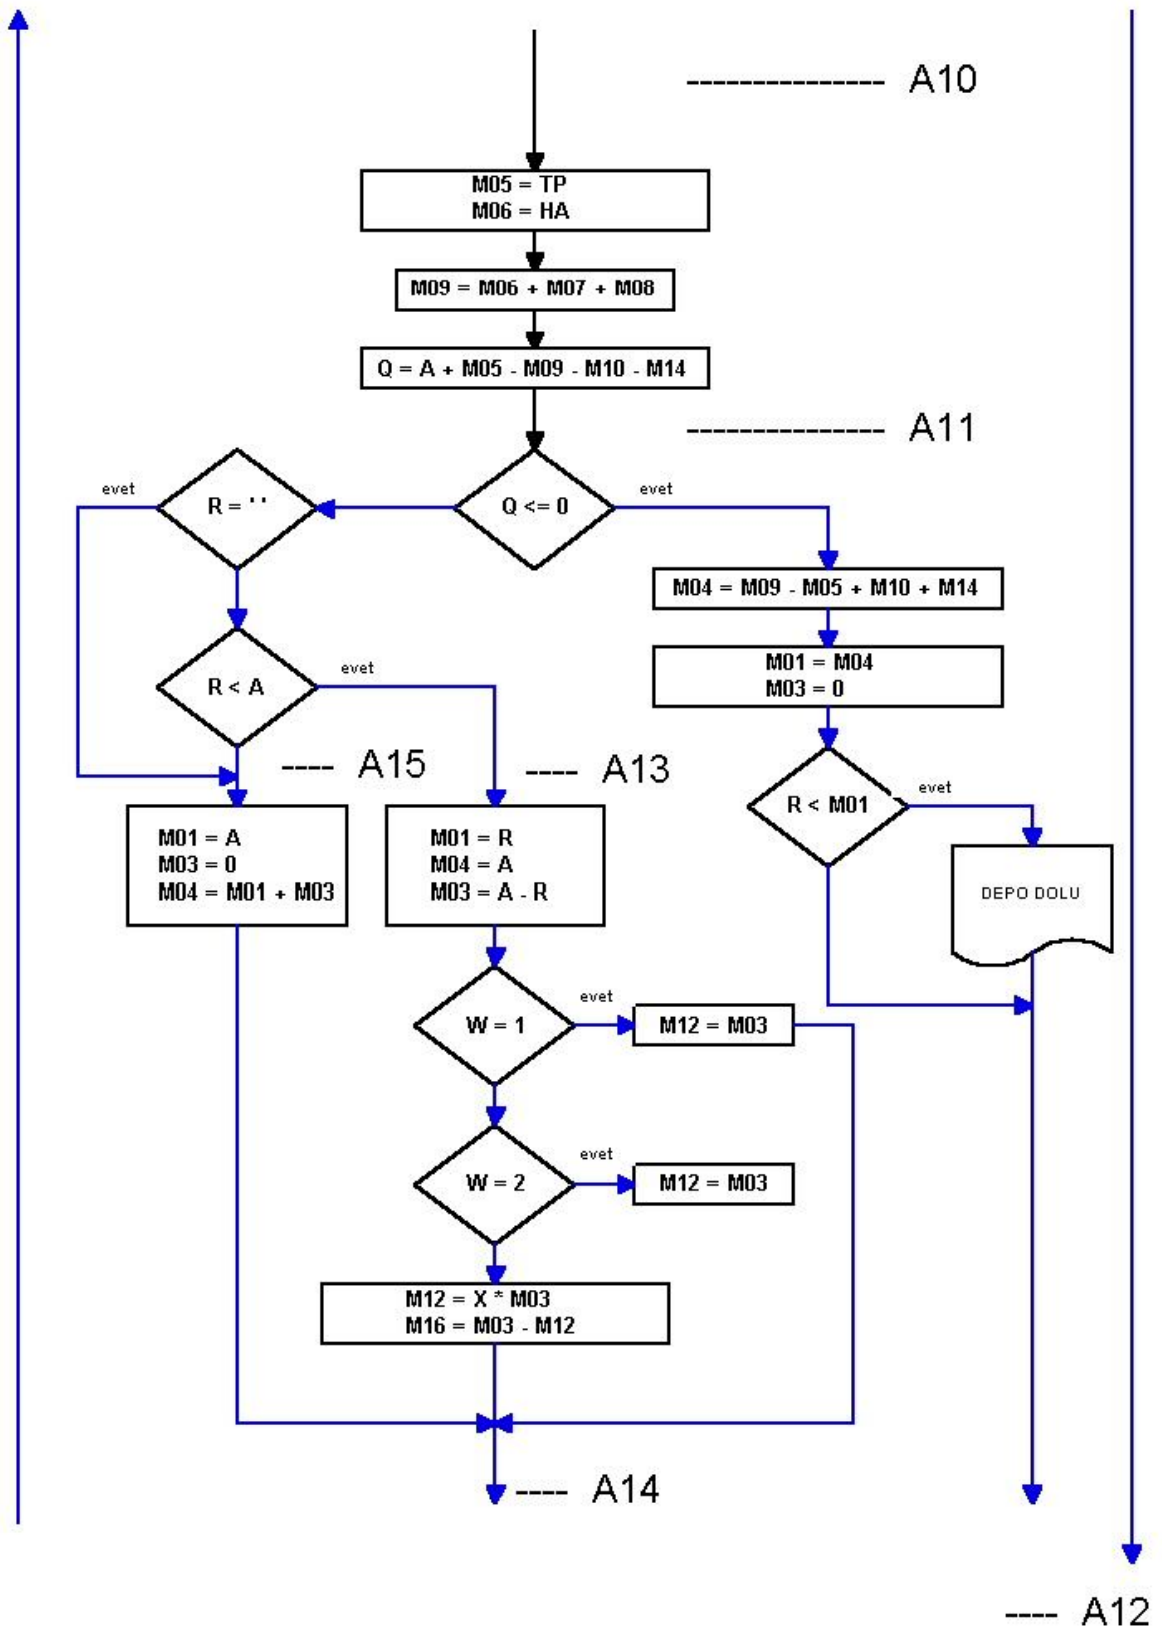 --------------- A10
M05 = TP
M06 = HA
M09 = M06 + M07 + M08
Q = A + M05 - M09 - M10 - M14
--------------- A11
evet
R = ' '
Q <= 0
evet
M04 = M09 - M05 + M10 + M14
R < A
evet
M01 = M04
M03 = 0
---- A15
---- A13
R < M01
evet
M01 = A
M03 = 0
M04 = M01 + M03
M01 = R
M04 = A
M03 = A - R
DEPO DOLU
W = 1
evet
M12 = M03
W = 2
evet
M12 = M03
M12 = X * M03
M16 = M03 - M12
---- A14
---- A12